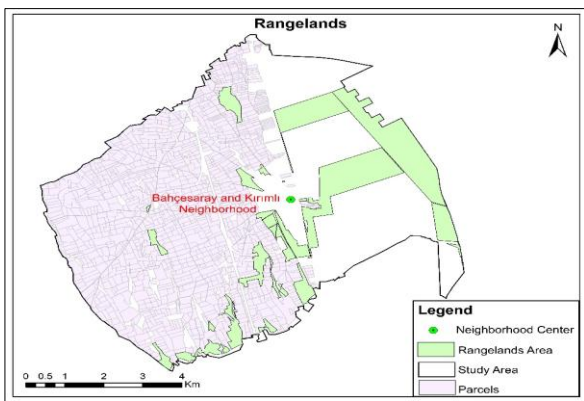 Rangelands
N
Bahçesaray and Kırımlı
Neighborhood
Legend
Neighborhood Center
Rangelands Area
Study Area
Parcels
0 0.5 1 2 3 4
Km